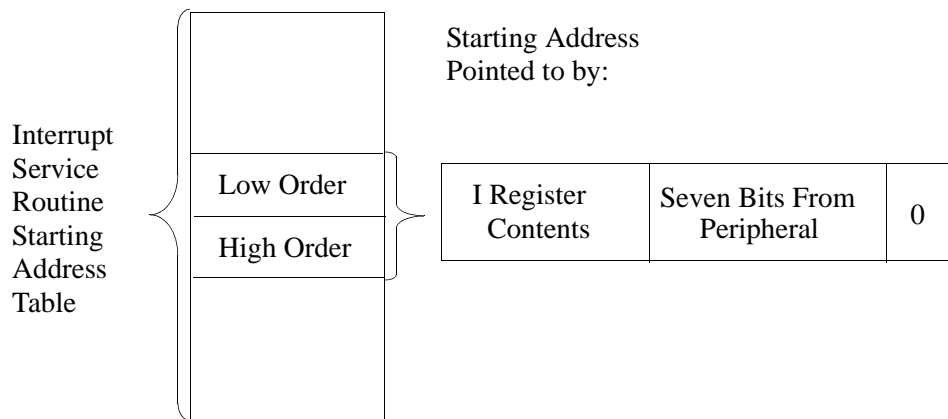 Starting Address
Pointed to by:
Interrupt
Service
Routine
Starting
Address
Table
Low Order
High Order
I Register
Contents
Seven Bits From
Peripheral
0